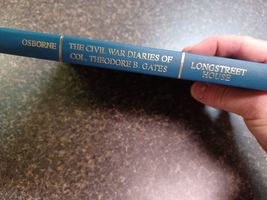 OSBORNE
THE CIVIL WAR DIARIES OF
COL. THEODORE B. GATES
LONGSTREET
HOUSE